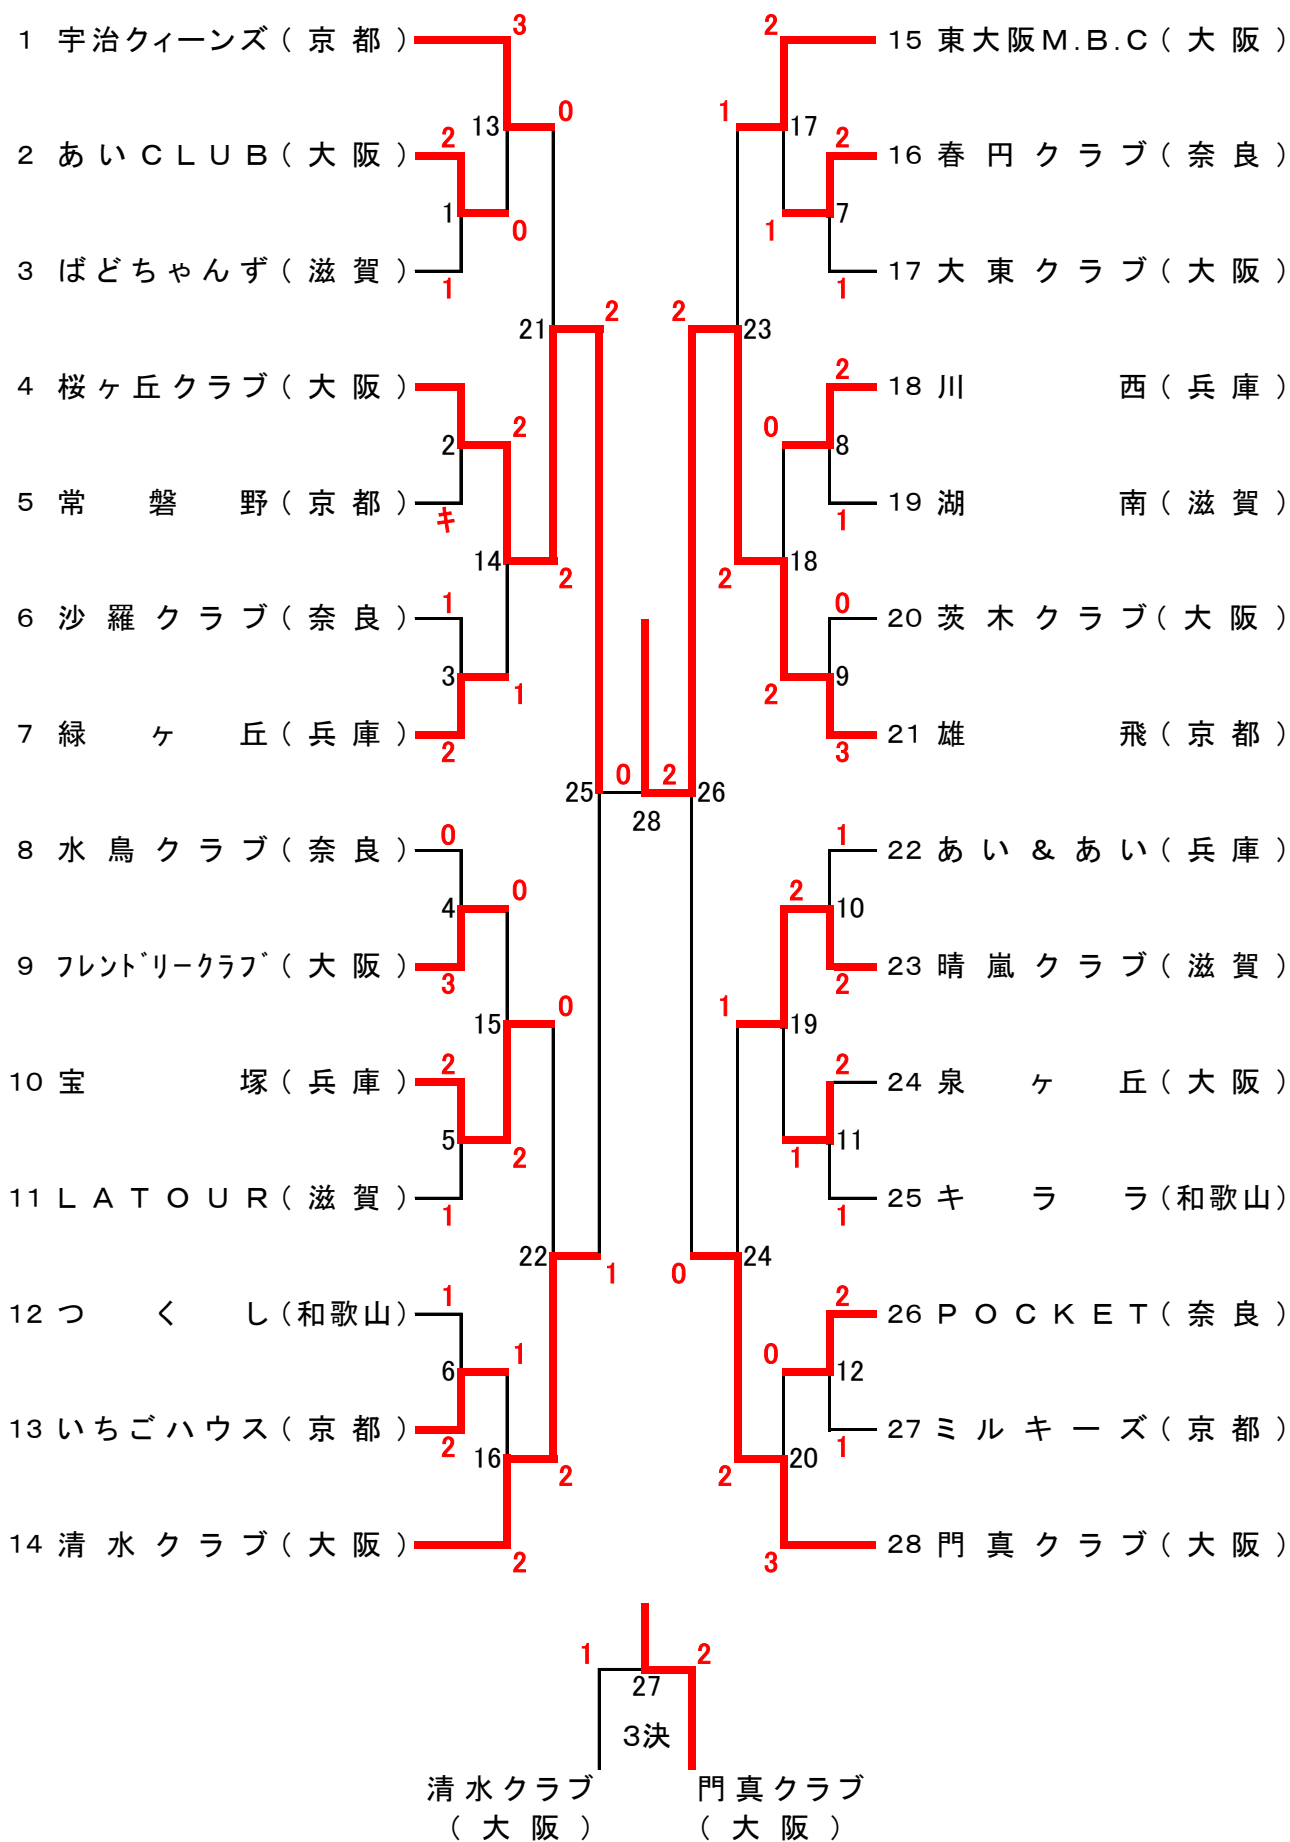 3 2
1 宇治クィーンズ(京都) 15 東大阪M.B.C(大阪)
0 1
13 17
2 2
2 あいCLUB(大阪) 16 春円クラブ(奈良)
1 7
0 1
3 ばどちゃんず(滋賀) 17 大東クラブ(大阪)
1 1
2 2
21 23
2
4 桜ヶ丘クラブ(大阪) 18 川西(兵庫)
2 0
2 8
5 常磐野(京都) 19 湖南(滋賀)
キ 1
14 18
2 2
1 0
6 沙羅クラブ(奈良) 20 茨木クラブ(大阪)
3 9
1 2
7 緑ヶ丘(兵庫) 21 雄飛(京都)
2 3
0 2
25 26
28
0 1
8 水鳥クラブ(奈良) 22 あい&あい(兵庫)
0 2
4 10
9 フレンドリークラブ(大阪) 23 晴嵐クラブ(滋賀)
3 2
0 1
15 19
2 2
10 宝塚(兵庫) 24 泉ヶ丘(大阪)
5 11
2 1
11 LATOUR(滋賀) 25 キララ(和歌山)
1 1
22 24
1 0
1 2
12 つくし(和歌山) 26 POCKET(奈良)
1 0
6 12
13 いちごハウス(京都) 27 ミルキーズ(京都)
2 1
16 20
2 2
14 清水クラブ(大阪) 28 門真クラブ(大阪)
2 3
1 2
27
3決
清水クラブ 門真クラブ
(大阪) (大阪)